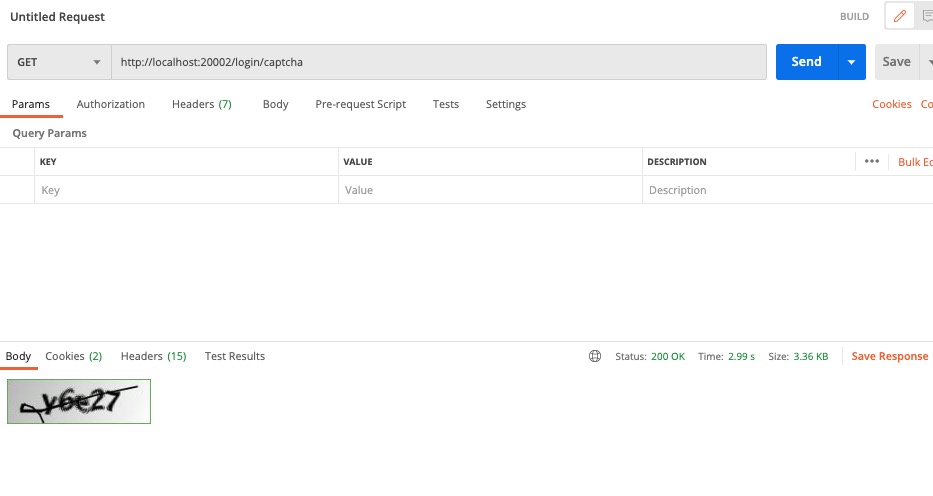 Untitled Request BUILD
GET http://localhost:20002/login/captcha Send Save
Params Authorization Headers (7) Body Pre-request Script Tests Settings Cookies Co
Query Params
KEY VALUE DESCRIPTION ••• Bulk Ed
Key Value Description
Body Cookies (2) Headers (15) Test Results Status: 200 OK Time: 2.99 s Size: 3.36 KB Save Response